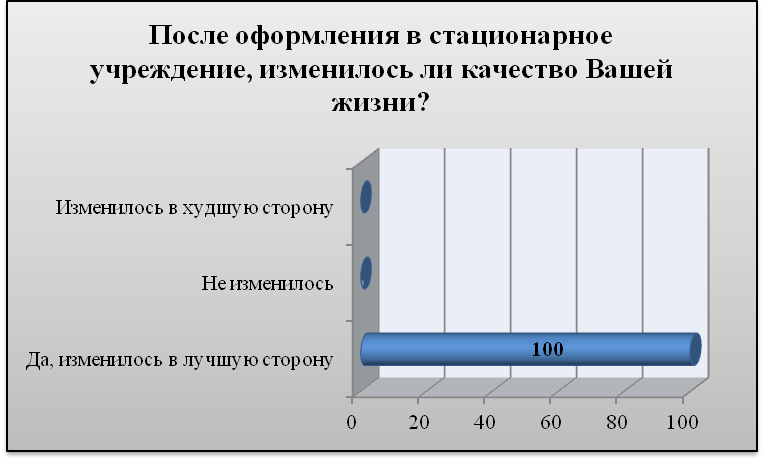 После оформления в стационарное
учреждение, изменилось ли качество Вашей
жизни?
Изменилось в худшую сторону
Не изменилось
Да, изменилось в лучшую сторону
100
0 20 40 60 80 100